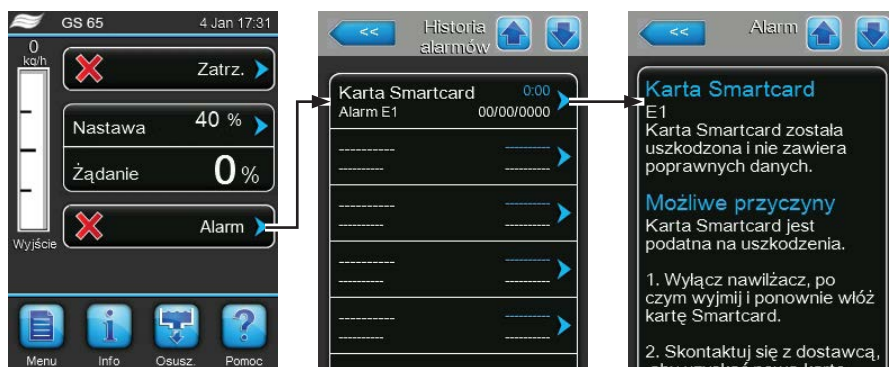 GS 65
4 Jan 17:31
0
kg/h
Zatrz.
Nastawa
40 %
Żądanie
0 %
Alarm
Wyjście
Menu
Info
Osusz.
Pomoc
<<
Historia
alarmów
Karta Smartcard
0:00
Alarm E1
00/00/0000
---------- ---------
--------- ---------
---------- ---------
--------- ---------
---------- ---------
--------- ---------
---------- ---------
--------- ---------
<<
Alarm
Karta Smartcard
E1
Karta Smartcard została
uszkodzona i nie zawiera
poprawnych danych.
Możliwe przyczyny
Karta Smartcard jest
podatna na uszkodzenia.
1. Wyłącz nawilżacz, po
czym wyjmij i ponownie włóż
kartę Smartcard.
2. Skontaktuj się z dostawcą,